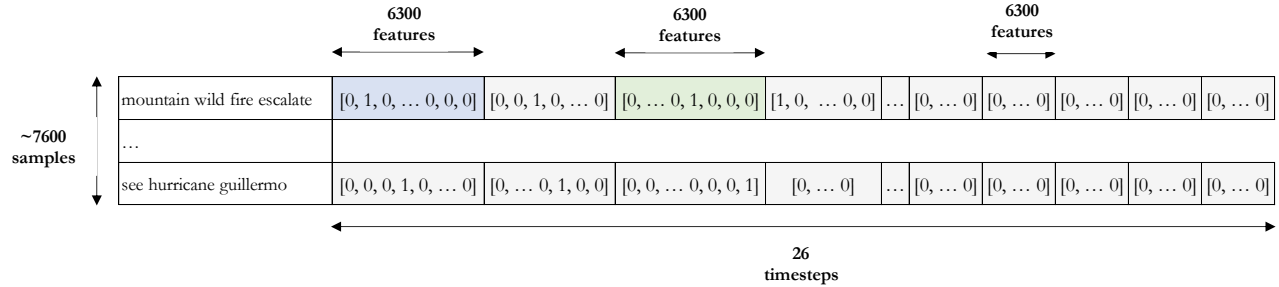 6300
features
6300
features
6300
features
~7600
samples
mountain wild fire escalate [0, 1, 0, … 0, 0, 0] [0, 0, 1, 0, … 0] [0, … 0, 1, 0, 0, 0] [1, 0, … 0, 0] … [0, … 0] [0, … 0] [0, … 0] [0, … 0] [0, … 0]
…
see hurricane guillermo [0, 0, 0, 1, 0, … 0] [0, … 0, 1, 0, 0] [0, 0, … 0, 0, 0, 1] [0, … 0] … [0, … 0] [0, … 0] [0, … 0] [0, … 0] [0, … 0]
26
timesteps